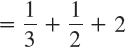 = 1/3 + 1/2 + 2